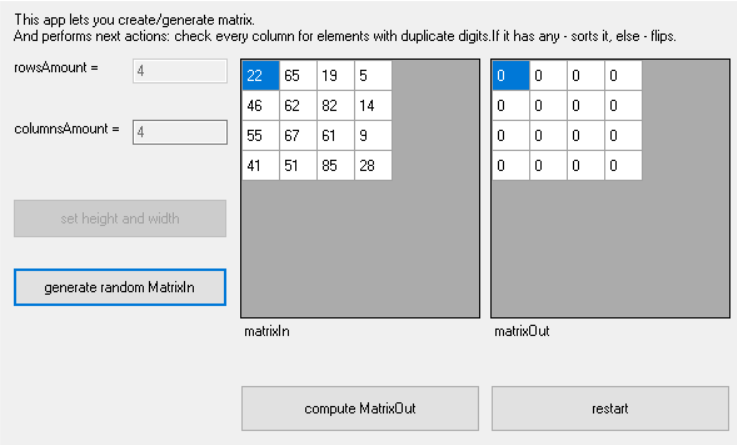 This app lets you create/generate matrix.
And performs next actions: check every column for elements with duplicate digits.If it has any - sorts it, else - flips.
rowsAmount =
4
columnsAmount =
4
set height and width
generate random MatrixIn
22 65 19 5
46 62 82 14
55 67 61 9
41 51 85 28
matrixIn
0 0 0 0
0 0 0 0
0 0 0 0
0 0 0 0
matrixOut
compute MatrixOut
restart